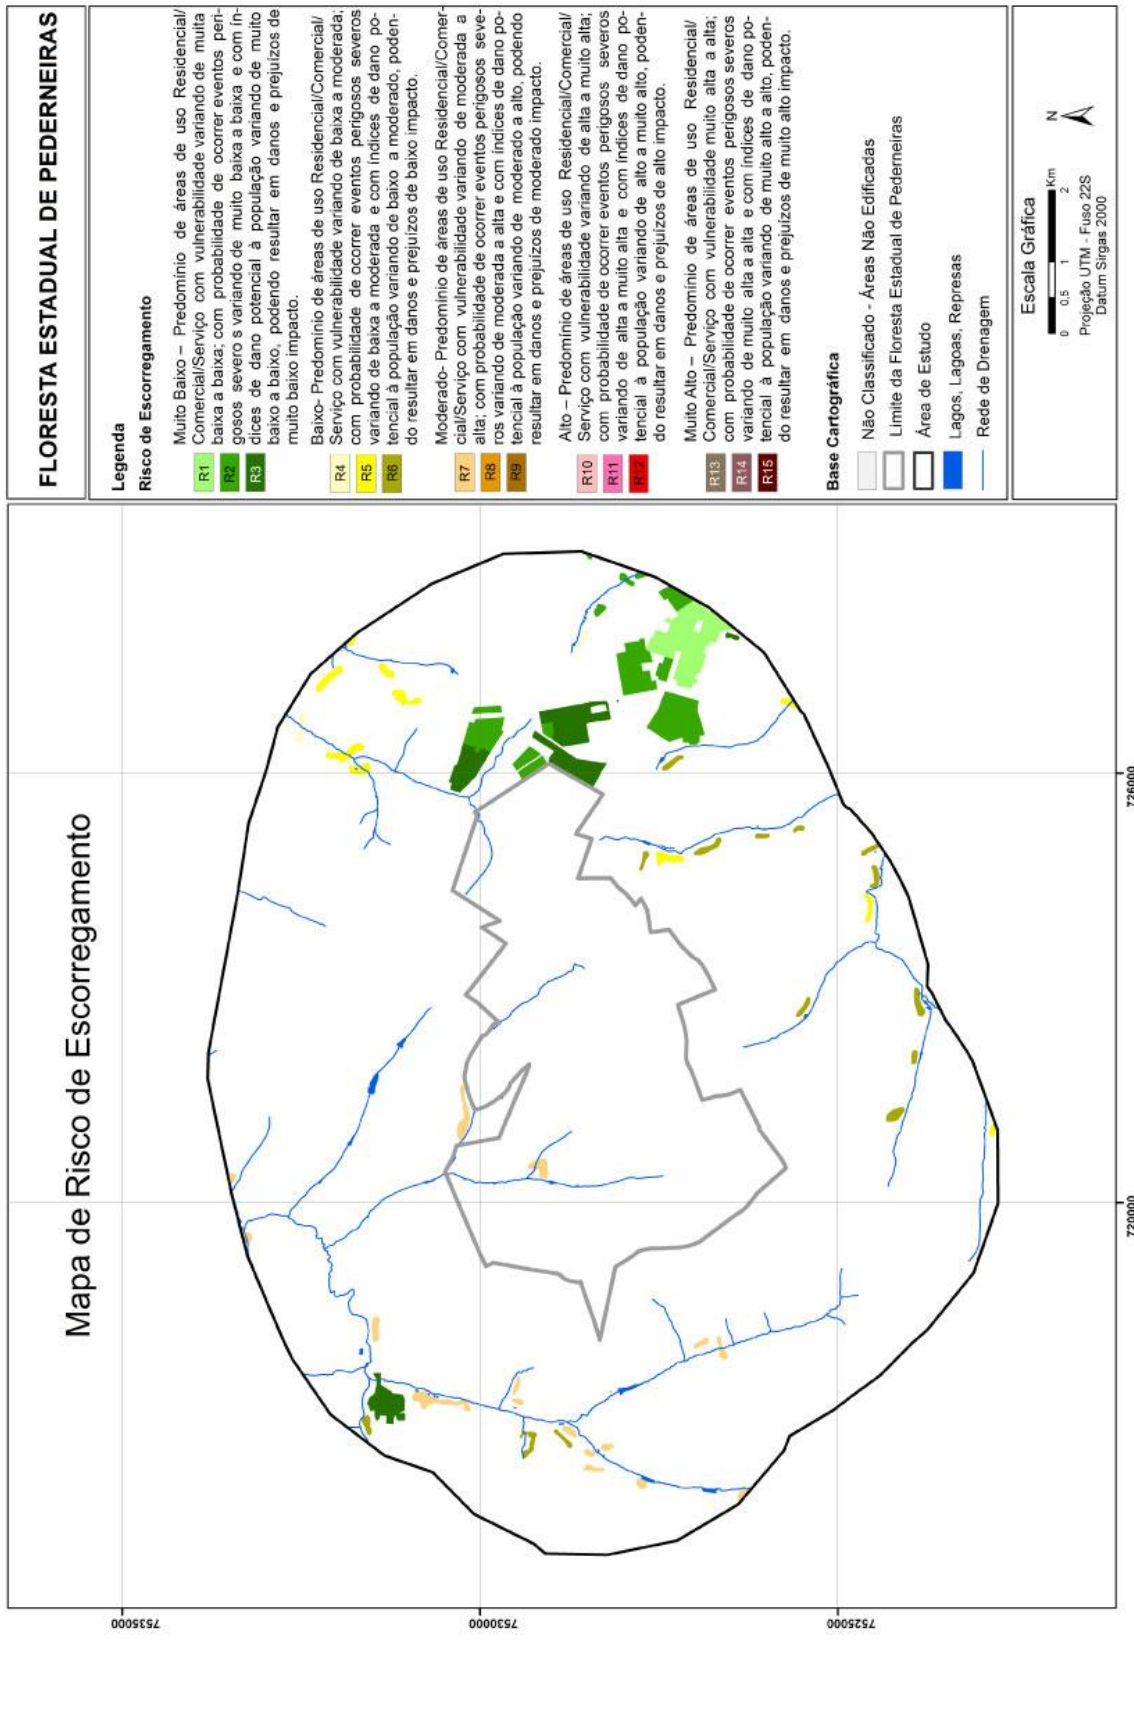 Mapa de Risco de Escorregamento
7535000
7530000
7525000
720000
726000
FLORESTA ESTADUAL DE PEDERNEIRAS
Legenda
Risco de Escorregamento
Muito Baixo – Predomínio de áreas de uso Residencial/
Comercial/Serviço com vulnerabilidade variando de muita
baixa a baixa; com probabilidade de ocorrer eventos peri-
gosos severo s variando de muito baixa a baixa e com ín-
dices de dano potencial à população variando de muito
baixo a baixo, podendo resultar em danos e prejuízos de
muito baixo impacto.
R1
R2
R3
Baixo- Predomínio de áreas de uso Residencial/Comercial/
Serviço com vulnerabilidade variando de baixa a moderada;
com probabilidade de ocorrer eventos perigosos severos
variando de baixa a moderada e com índices de dano po-
tencial à população variando de baixo a moderado, poden-
do resultar em danos e prejuízos de baixo impacto.
R4
R5
R6
Moderado- Predomínio de áreas de uso Residencial/Comer-
cial/Serviço com vulnerabilidade variando de moderada a
alta; com probabilidade de ocorrer eventos perigosos seve-
ros variando de moderada a alta e com índices de dano po-
tencial à população variando de moderado a alto, podendo
resultar em danos e prejuízos de moderado impacto.
R7
R8
R9
Alto – Predomínio de áreas de uso Residencial/Comercial/
Serviço com vulnerabilidade variando de alta a muito alta;
com probabilidade de ocorrer eventos perigosos severos
variando de alta a muito alta e com índices de dano po-
tencial à população variando de alto a muito alto, poden-
do resultar em danos e prejuízos de alto impacto.
R10
R11
R12
Muito Alto – Predomínio de áreas de uso Residencial/
Comercial/Serviço com vulnerabilidade muito alta a alta;
com probabilidade de ocorrer eventos perigosos severos
variando de muito alta a alta e com índices de dano po-
tencial à população variando de muito alto a alto, poden-
do resultar em danos e prejuízos de muito alto impacto.
R13
R14
R15
Base Cartográfica
Não Classificado - Áreas Não Edificadas
Limite da Floresta Estadual de Pederneiras
Área de Estudo
Lagos, Lagoas, Represas
Rede de Drenagem
Escala Gráfica
0 0,5 1 2 Km
N
Projeção UTM - Fuso 22S
Datum Sirgas 2000